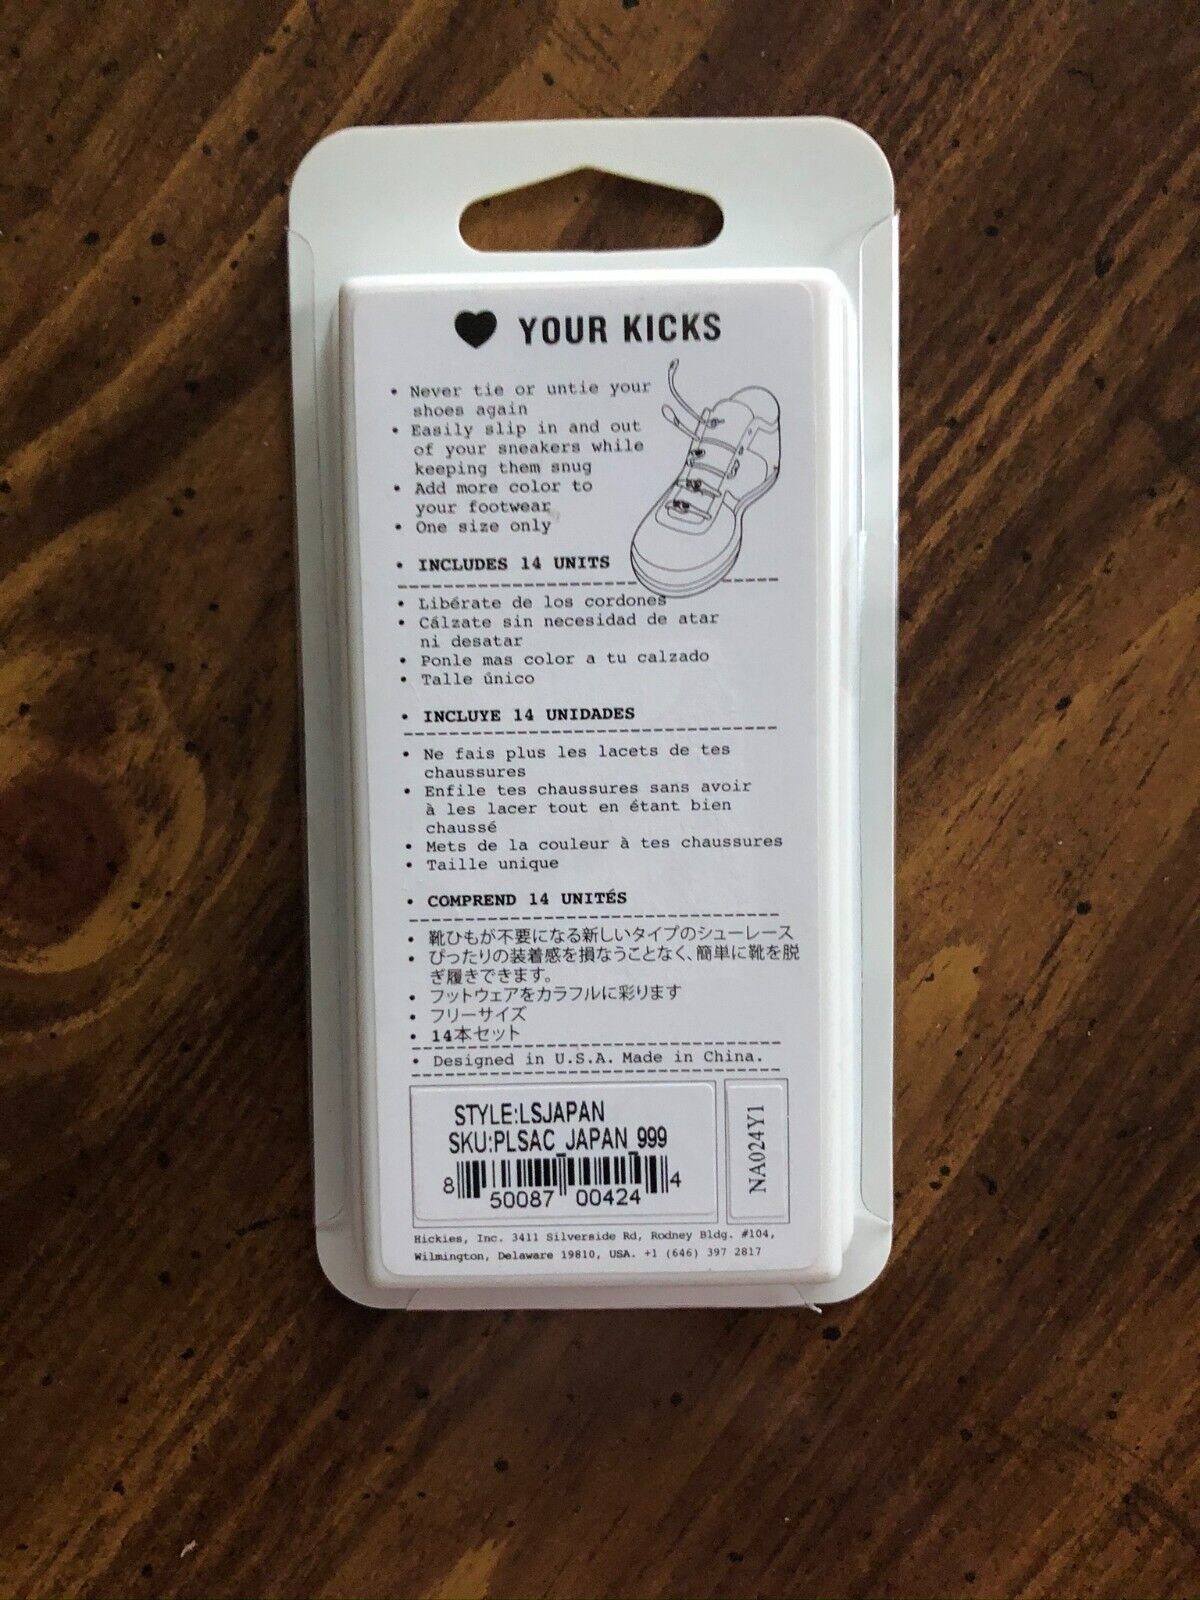 ♥ YOUR KICKS
• Never tie or untie your
shoes again
• Easily slip in and out
of your sneakers while
keeping them snug
• Add more color to
your footwear
• One size only
• INCLUDES 14 UNITS
• Libérate de los cordones
• Cálzate sin necesidad de atar
ni desatar
• Ponle mas color a tu calzado
• Talle único
• INCLUYE 14 UNIDADES
• Ne fais plus les lacets de tes
chaussures
• Enfile tes chaussures sans avoir
à les lacer tout en étant bien
chaussé
• Mets de la couleur à tes chaussures
• Taille unique
• COMPREND 14 UNITÉS
• 靴ひもが不要になる新しいタイプのシューレース
• ぴったりの装着感を損なうことなく、簡単に靴を脱
ぎ履きできます。
• フットウェアをカラフルに彩ります
• フリーサイズ
• 14本セット
• Designed in U.S.A. Made in China.
STYLE:LSJAPAN
SKU:PLSAC_JAPAN_999
8 50087 00424 4
NA024Y1
Hickies, Inc. 3411 Silverside Rd, Rodney Bldg. #104,
Wilmington, Delaware 19810, USA. +1 (646) 397 2817